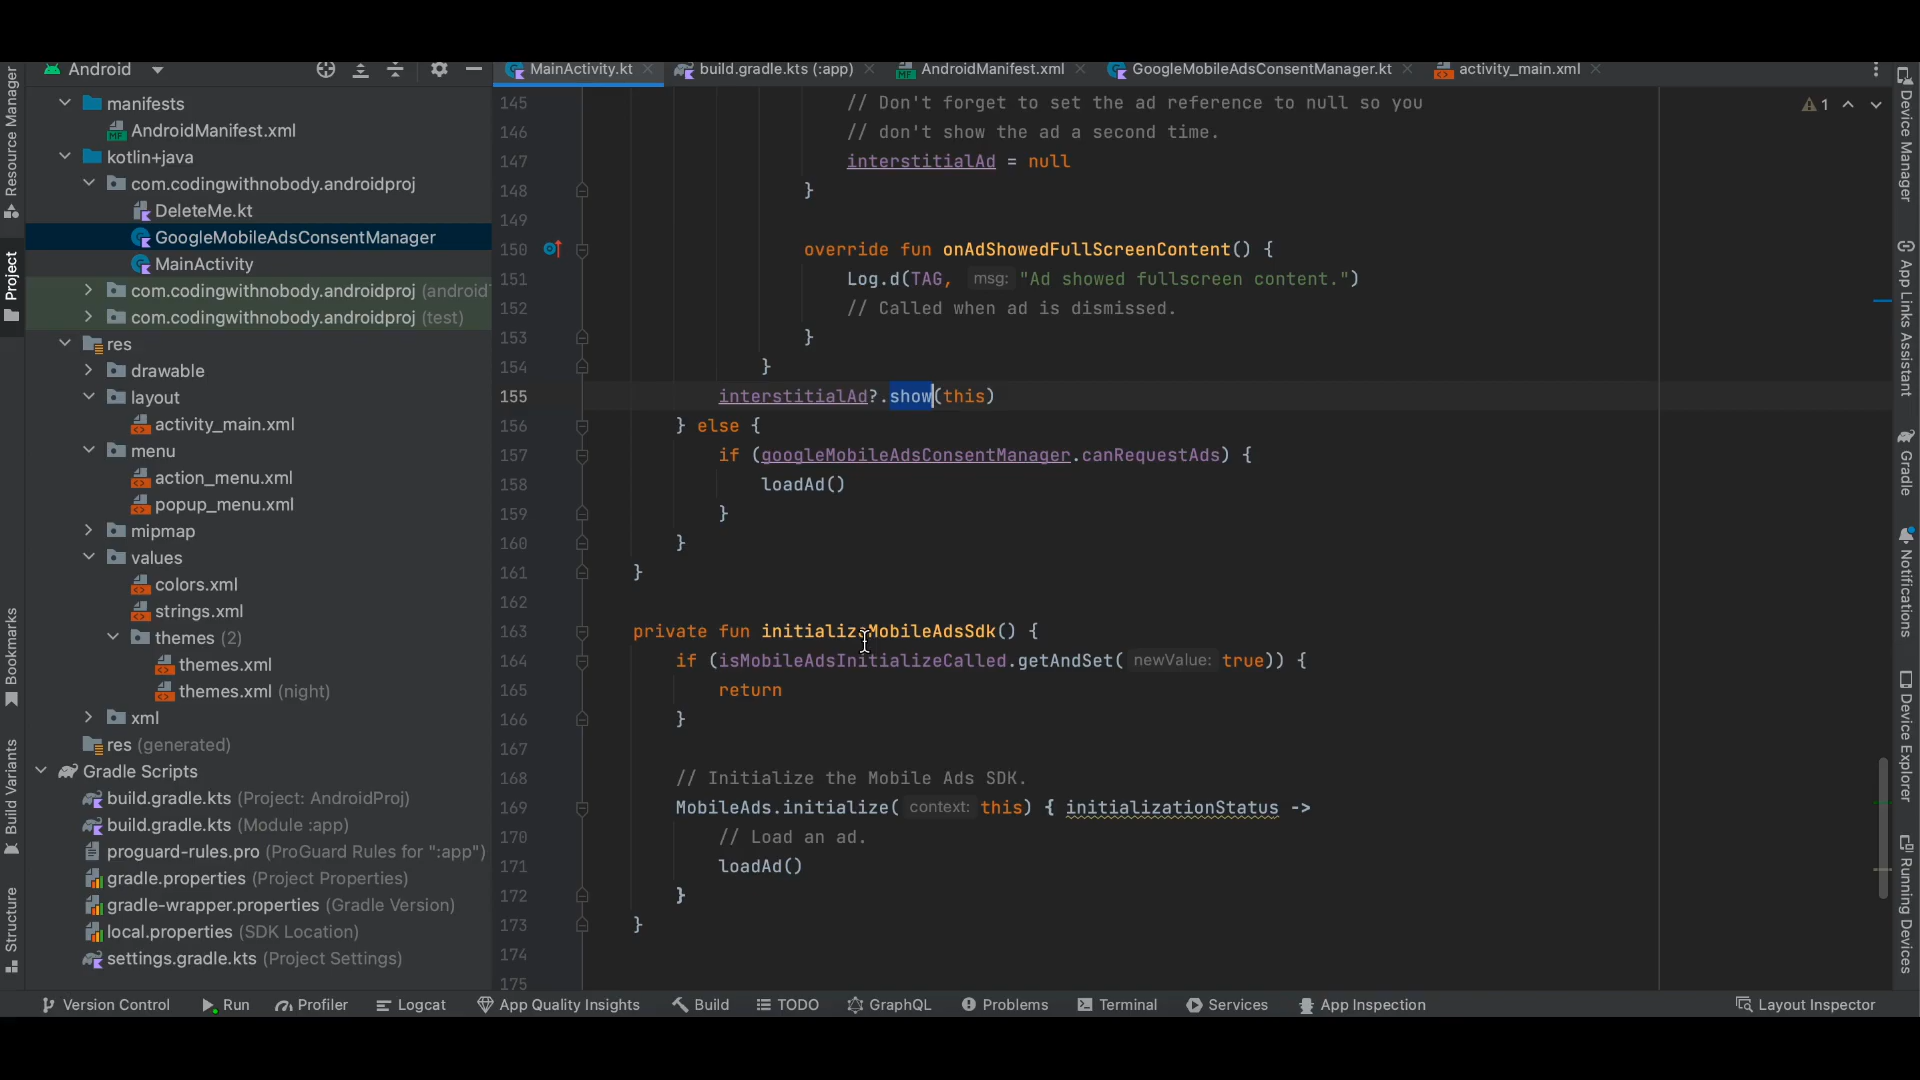 Android
MainActivity.kt
build.gradle.kts (:app)
AndroidManifest.xml
GoogleMobileAdsConsentManager.kt
activity_main.xml
Resource Manager
Project
Bookmarks
Build Variants
Structure
manifests
AndroidManifest.xml
kotlin+java
com.codingwithnobody.androidproj
DeleteMe.kt
GoogleMobileAdsConsentManager
MainActivity
com.codingwithnobody.androidproj (android
com.codingwithnobody.androidproj (test)
res
drawable
layout
activity_main.xml
menu
action_menu.xml
popup_menu.xml
mipmap
values
colors.xml
strings.xml
themes (2)
themes.xml
themes.xml (night)
xml
res (generated)
Gradle Scripts
build.gradle.kts (Project: AndroidProj)
build.gradle.kts (Module :app)
proguard-rules.pro (ProGuard Rules for ":app")
gradle.properties (Project Properties)
gradle-wrapper.properties (Gradle Version)
local.properties (SDK Location)
settings.gradle.kts (Project Settings)
145 // Don't forget to set the ad reference to null so you
146 // don't show the ad a second time.
147 interstitialAd = null
148 }
149
150 override fun onAdShowedFullScreenContent() {
151 Log.d(TAG, msg: "Ad showed fullscreen content.")
152 // Called when ad is dismissed.
153 }
154 }
155 interstitialAd?.show(this)
156 } else {
157 if (googleMobileAdsConsentManager.canRequestAds) {
158 loadAd()
159 }
160 }
161 }
162
163 private fun initializeMobileAdsSdk() {
164 if (isMobileAdsInitializeCalled.getAndSet( newValue: true)) {
165 return
166 }
167
168 // Initialize the Mobile Ads SDK.
169 MobileAds.initialize( context: this) { initializationStatus ->
170 // Load an ad.
171 loadAd()
172 }
173 }
174
175
1
Device Manager
App Links Assistant
Gradle
Notifications
Device Explorer
Running Devices
Version Control
Run
Profiler
Logcat
App Quality Insights
Build
TODO
GraphQL
Problems
Terminal
Services
App Inspection
Layout Inspector